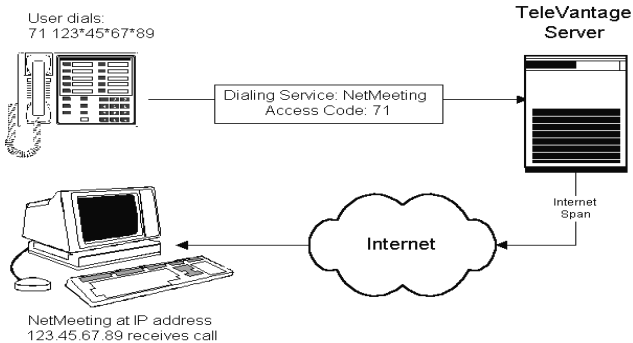 User dials:
71 123*45*67*89
TeleVantage
Server
Dialing Service: NetMeeting
Access Code: 71
Internet
Span
Internet
NetMeeting at IP address
123.45.67.89 receives call